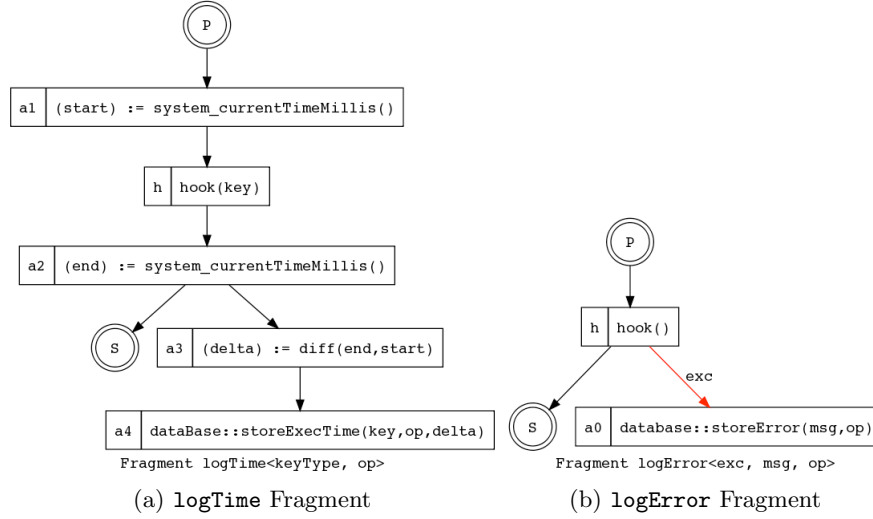 P
a1 (start) := system_currentTimeMillis()
h hook(key)
a2 (end) := system_currentTimeMillis()
S
a3 (delta) := diff(end,start)
a4 dataBase::storeExecTime(key,op,delta)
Fragment logTime<keyType, op>
(a) logTime Fragment
P
h hook()
exc
S
a0 database::storeError(msg,op)
Fragment logError<exc, msg, op>
(b) logError Fragment